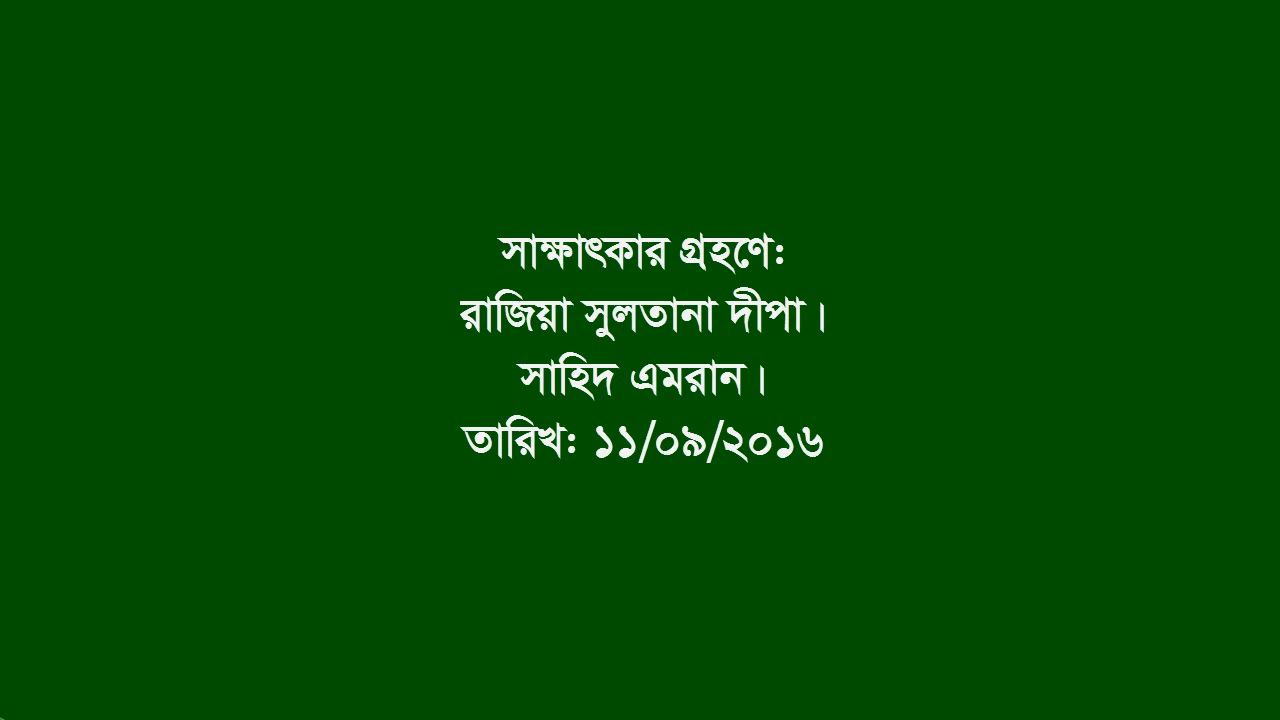 সাক্ষাৎকার গ্রহণে:
রাজিয়া সুলতানা দীপা।
সাহিদ এমরান।
তারিখ: ১১/০৯/২০১৬